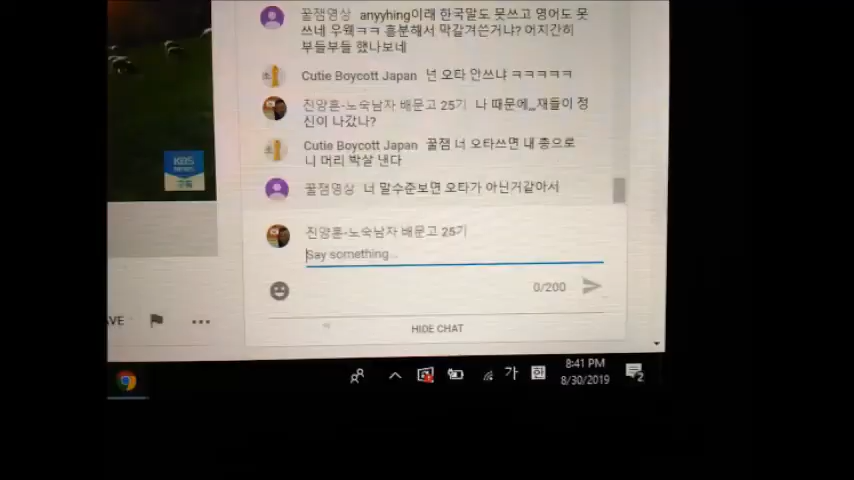 꿀잼영상 anyyhing이래 한국말도 못쓰고 영어도 못
쓰네 우웩ㅋㅋ 흥분해서 막갈겨쓴거냐? 어지간히
부들부들 했나보네
Cutie Boycott Japan 넌 오타 안쓰냐 ㅋㅋㅋㅋㅋ
진양훈-노숙남자 배문고 25기 나 때문에,,,재들이 정
신이 나갔나?
Cutie Boycott Japan 꿀잼 너 오타쓰면 내 총으로
니 머리 박살 낸다
KBS
NEWS
구독
꿀잼영상 너 말수준보면 오타가 아닌거같아서
진양훈-노숙남자 배문고 25기
Say something...
0/200
AVE
HIDE CHAT
가 한
8:41 PM
8/30/2019
2